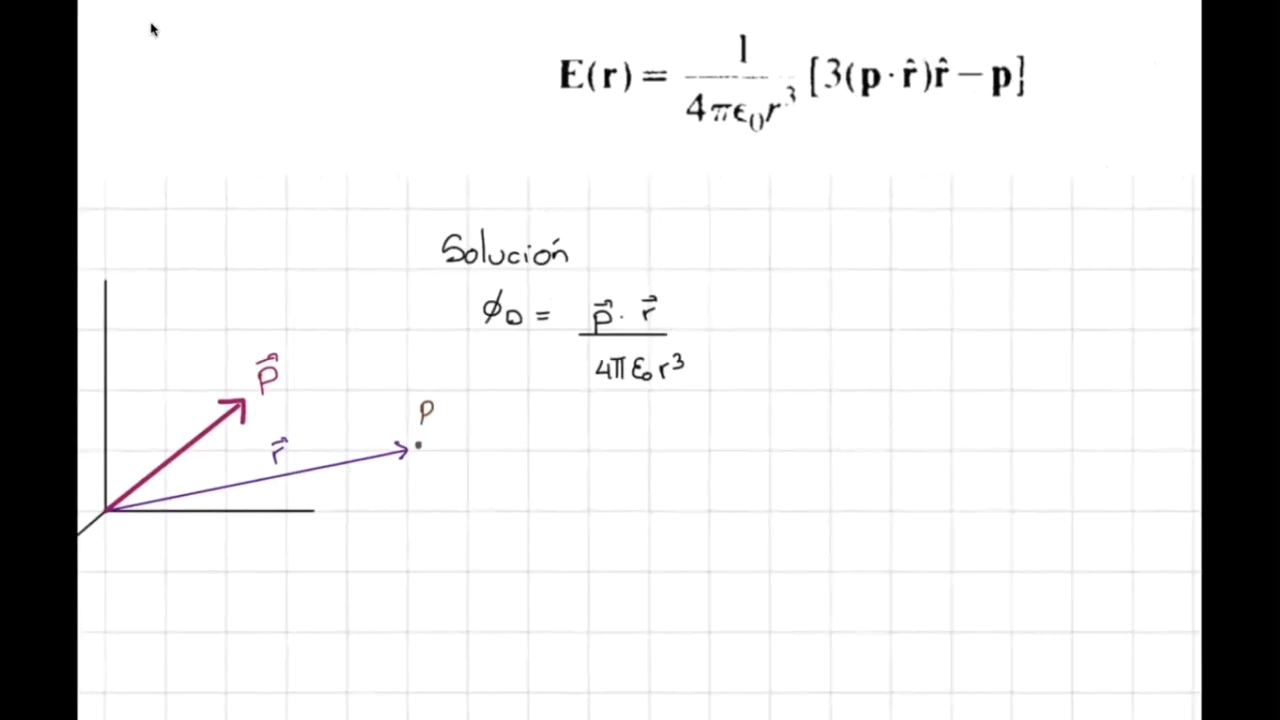 E(r) = 1 / 4πϵ₀r³ [3(p · r̂)r̂ − p]
Solución
ϕ_D = p⃗ · r⃗ / 4πε₀r³
p⃗
r⃗
P